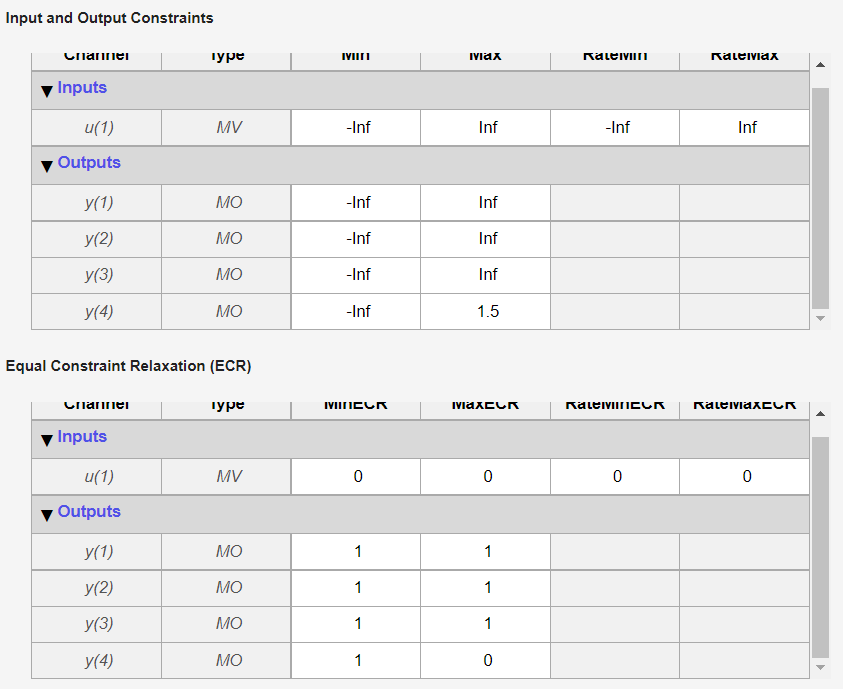 Input and Output Constraints
Channel Type Min Max RateMin RateMax
Inputs
u(1) MV -Inf Inf -Inf Inf
Outputs
y(1) MO -Inf Inf
y(2) MO -Inf Inf
y(3) MO -Inf Inf
y(4) MO -Inf 1.5
Equal Constraint Relaxation (ECR)
Channel Type MinECR MaxECR RateMinECR RateMaxECR
Inputs
u(1) MV 0 0 0 0
Outputs
y(1) MO 1 1
y(2) MO 1 1
y(3) MO 1 1
y(4) MO 1 0